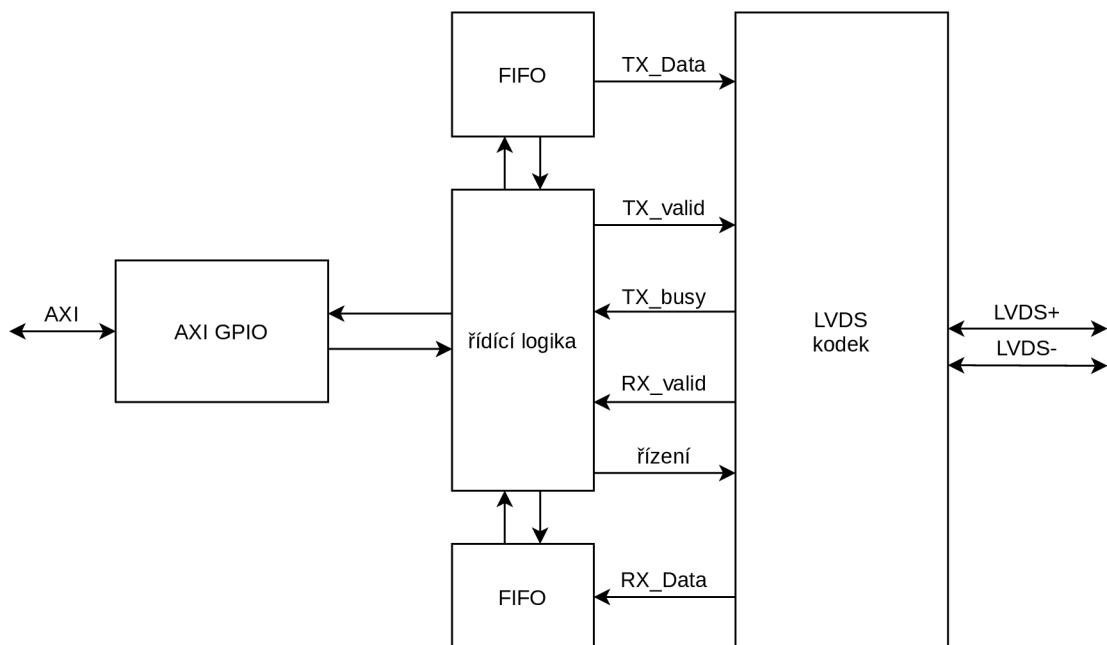 FIFO
TX_Data
TX_valid
AXI
AXI GPIO
TX_busy
řídící logika
LVDS
kodek
LVDS+
LVDS-
RX_valid
řízení
FIFO
RX_Data